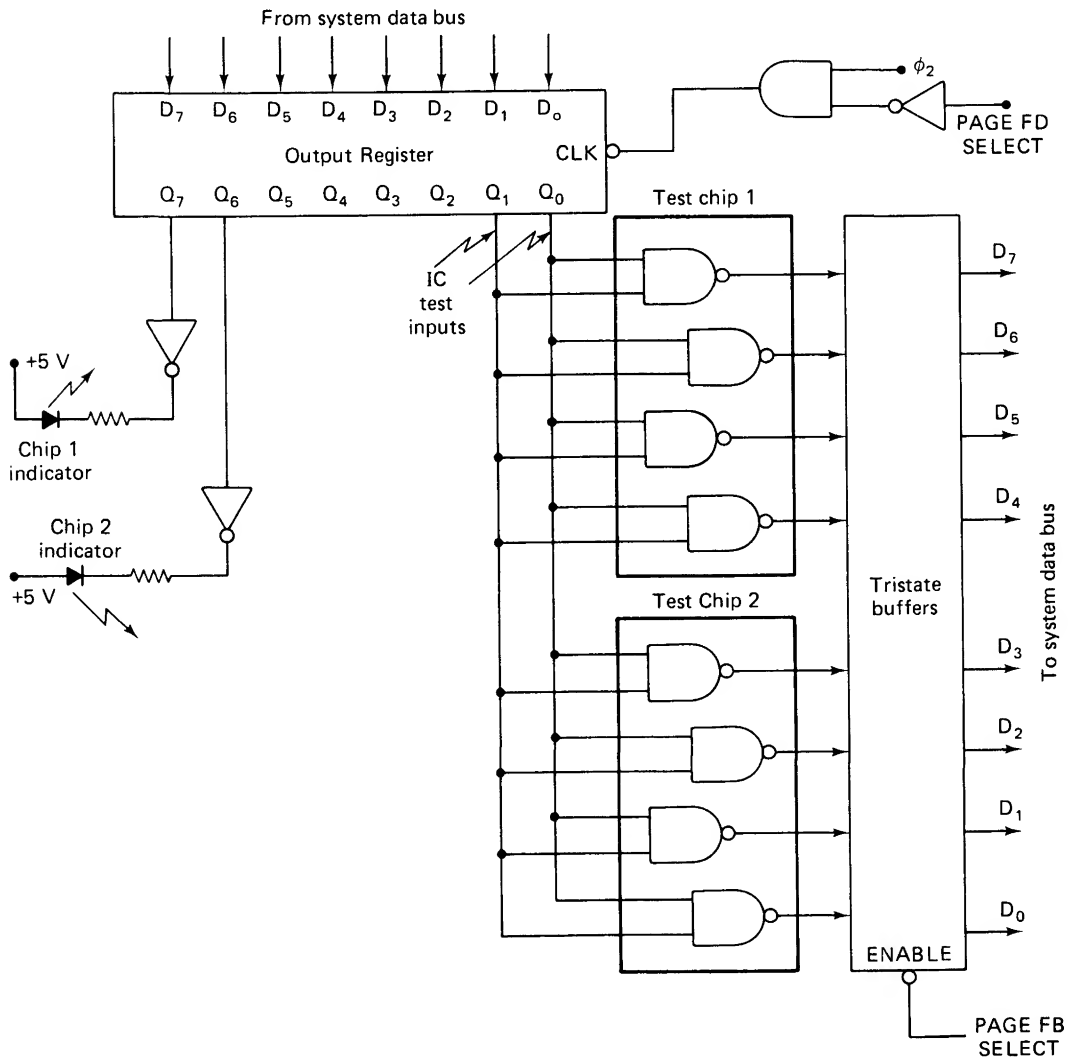 From system data bus
D7 D6 D5 D4 D3 D2 D1 Do
Output Register
CLK
Q7 Q6 Q5 Q4 Q3 Q2 Q1 Q0
ϕ2
PAGE FD
SELECT
IC
test
inputs
+5 V
Chip 1
indicator
Chip 2
indicator
+5 V
Test chip 1
Test Chip 2
Tristate
buffers
ENABLE
D7
D6
D5
D4
D3
D2
D1
D0
To system data bus
PAGE FB
SELECT